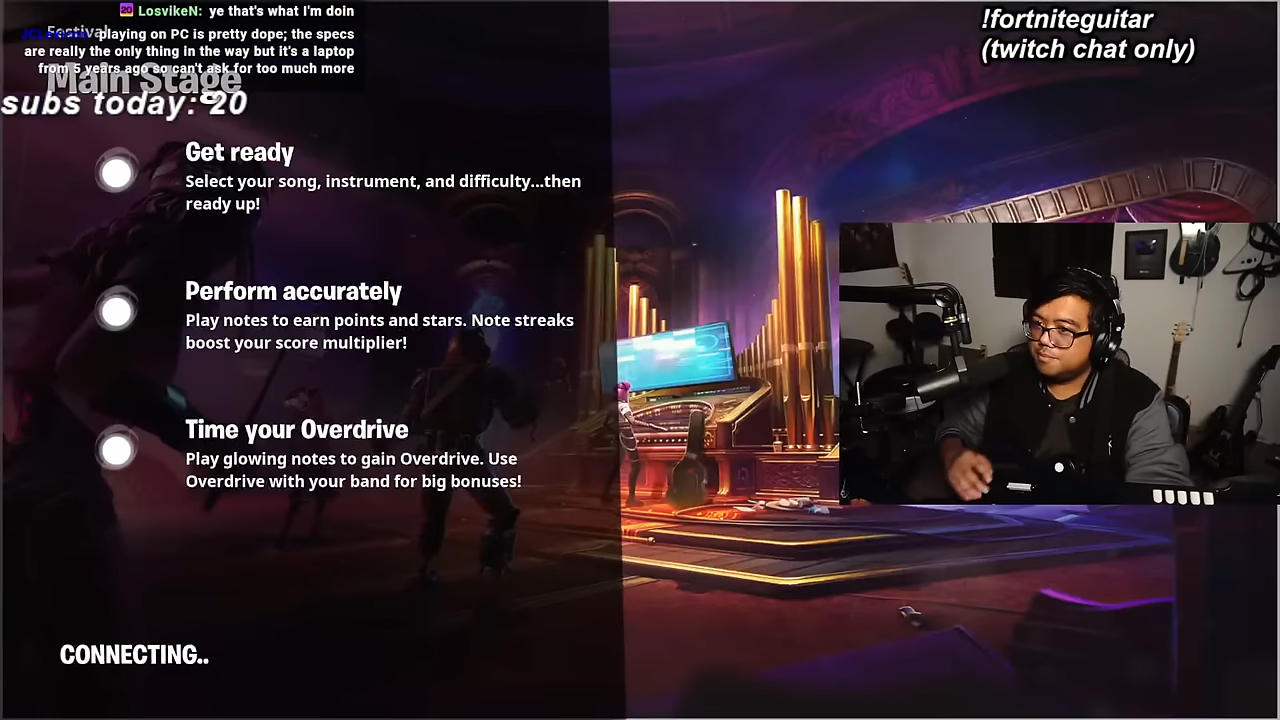 LosvikeN: ye that's what I'm doin
Festival
playing on PC is pretty dope; the specs
are really the only thing in the way but it's a laptop
from 5 years ago so can't ask for too much more
Main Stage
subs today: 20
!fortniteguitar
(twitch chat only)
Get ready
Select your song, instrument, and difficulty...then
ready up!
Perform accurately
Play notes to earn points and stars. Note streaks
boost your score multiplier!
Time your Overdrive
Play glowing notes to gain Overdrive. Use
Overdrive with your band for big bonuses!
CONNECTING..